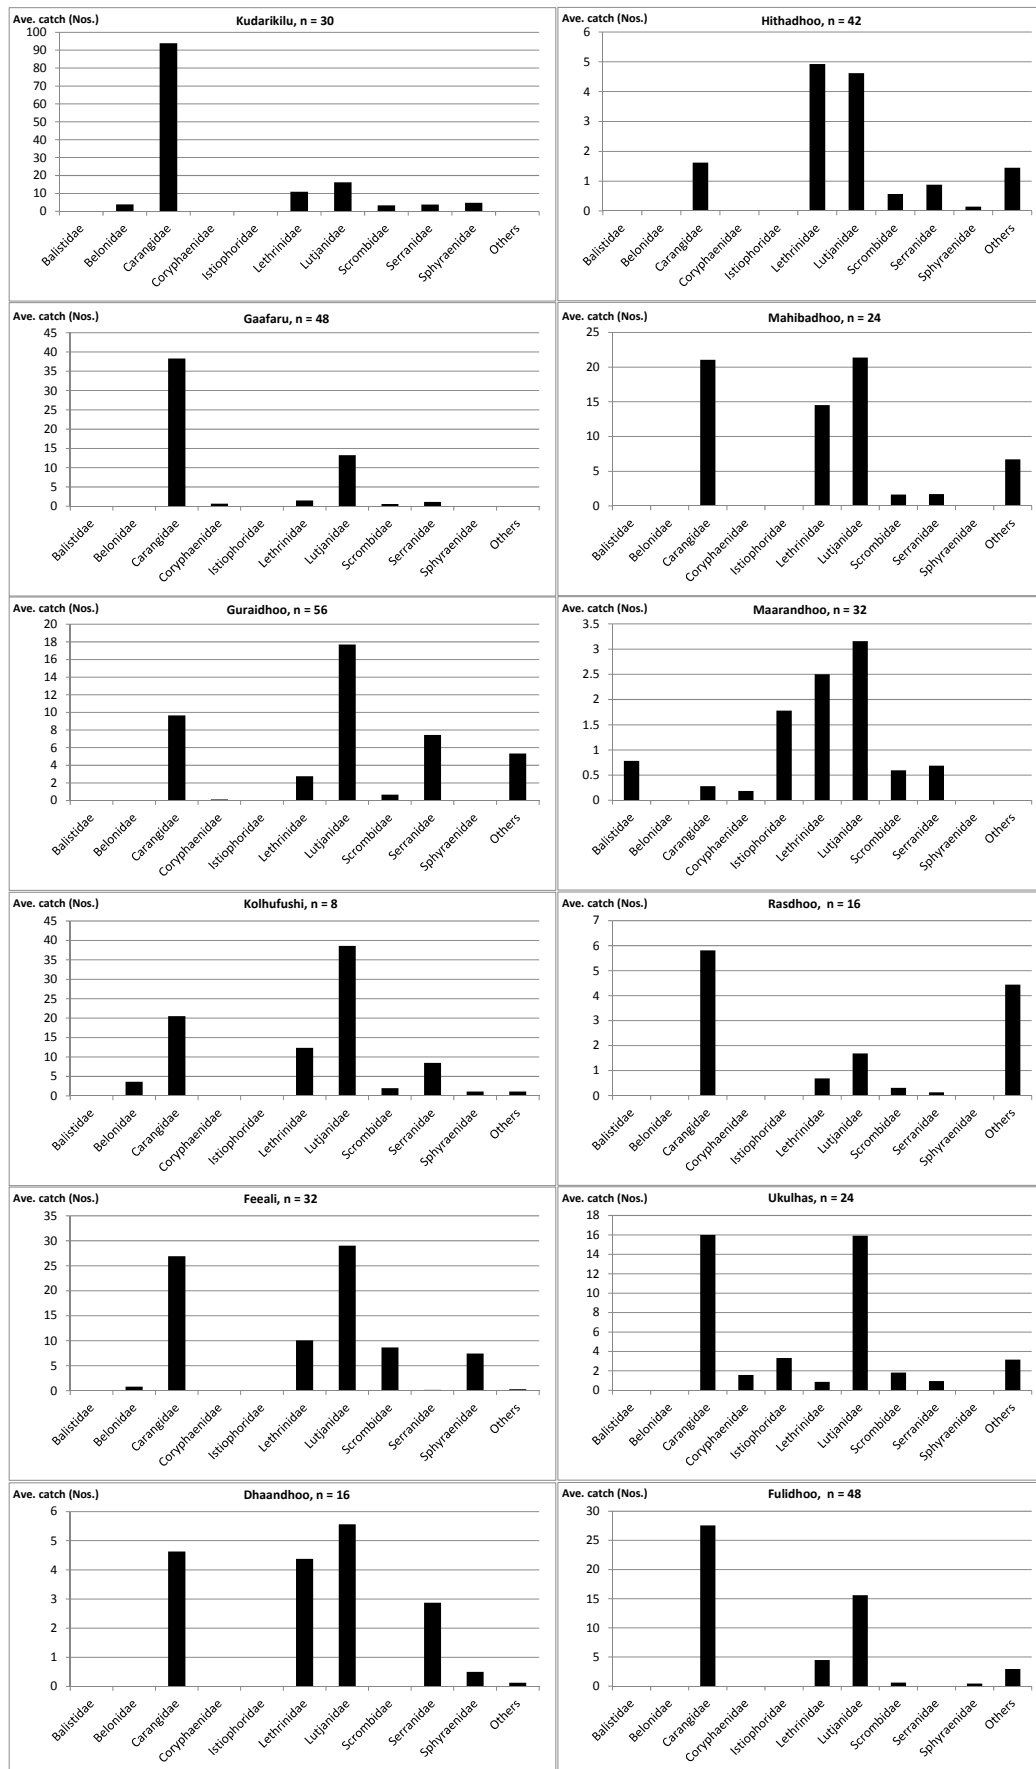 Ave. catch (Nos.)
Kudarikilu, n = 30
100
90
80
70
60
50
40
30
20
10
0
Balistidae
Belonidae
Carangidae
Coryphaenidae
Istiophoridae
Lethrinidae
Lutjanidae
Scrombidae
Serranidae
Sphyraenidae
Others
Ave. catch (Nos.)
Hithadhoo, n = 42
6
5
4
3
2
1
0
Balistidae
Belonidae
Carangidae
Coryphaenidae
Istiophoridae
Lethrinidae
Lutjanidae
Scrombidae
Serranidae
Sphyraenidae
Others
Ave. catch (Nos.)
Gaafaru, n = 48
45
40
35
30
25
20
15
10
5
0
Balistidae
Belonidae
Carangidae
Coryphaenidae
Istiophoridae
Lethrinidae
Lutjanidae
Scrombidae
Serranidae
Sphyraenidae
Others
Ave. catch (Nos.)
Mahibadhoo, n = 24
25
20
15
10
5
0
Balistidae
Belonidae
Carangidae
Coryphaenidae
Istiophoridae
Lethrinidae
Lutjanidae
Scrombidae
Serranidae
Sphyraenidae
Others
Ave. catch (Nos.)
Guraidhoo, n = 56
20
18
16
14
12
10
8
6
4
2
0
Balistidae
Belonidae
Carangidae
Coryphaenidae
Istiophoridae
Lethrinidae
Lutjanidae
Scrombidae
Serranidae
Sphyraenidae
Others
Ave. catch (Nos.)
Maarandhoo, n = 32
3.5
3
2.5
2
1.5
1
0.5
0
Balistidae
Belonidae
Carangidae
Coryphaenidae
Istiophoridae
Lethrinidae
Lutjanidae
Scrombidae
Serranidae
Sphyraenidae
Others
Ave. catch (Nos.)
Kolhufushi, n = 8
45
40
35
30
25
20
15
10
5
0
Balistidae
Belonidae
Carangidae
Coryphaenidae
Istiophoridae
Lethrinidae
Lutjanidae
Scrombidae
Serranidae
Sphyraenidae
Others
Ave. catch (Nos.)
Rasdhoo, n = 16
7
6
5
4
3
2
1
0
Balistidae
Belonidae
Carangidae
Coryphaenidae
Istiophoridae
Lethrinidae
Lutjanidae
Scrombidae
Serranidae
Sphyraenidae
Others
Ave. catch (Nos.)
Feeali, n = 32
35
30
25
20
15
10
5
0
Balistidae
Belonidae
Carangidae
Coryphaenidae
Istiophoridae
Lethrinidae
Lutjanidae
Scrombidae
Serranidae
Sphyraenidae
Others
Ave. catch (Nos.)
Ukulhas, n = 24
18
16
14
12
10
8
6
4
2
0
Balistidae
Belonidae
Carangidae
Coryphaenidae
Istiophoridae
Lethrinidae
Lutjanidae
Scrombidae
Serranidae
Sphyraenidae
Others
Ave. catch (Nos.)
Dhaandhoo, n = 16
6
5
4
3
2
1
0
Balistidae
Belonidae
Carangidae
Coryphaenidae
Istiophoridae
Lethrinidae
Lutjanidae
Scrombidae
Serranidae
Sphyraenidae
Others
Ave. catch (Nos.)
Fulidhoo, n = 48
30
25
20
15
10
5
0
Balistidae
Belonidae
Carangidae
Coryphaenidae
Istiophoridae
Lethrinidae
Lutjanidae
Scrombidae
Serranidae
Sphyraenidae
Others